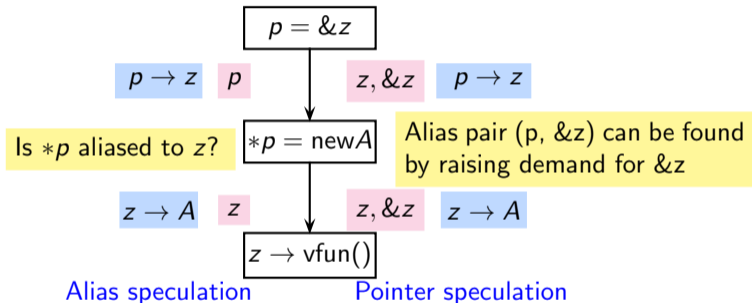 p = &z
p → z p z, &z p → z
Is *p aliased to z?
*p = newA
Alias pair (p, &z) can be found
by raising demand for &z
z → A z z, &z z → A
z → vfun()
Alias speculation Pointer speculation